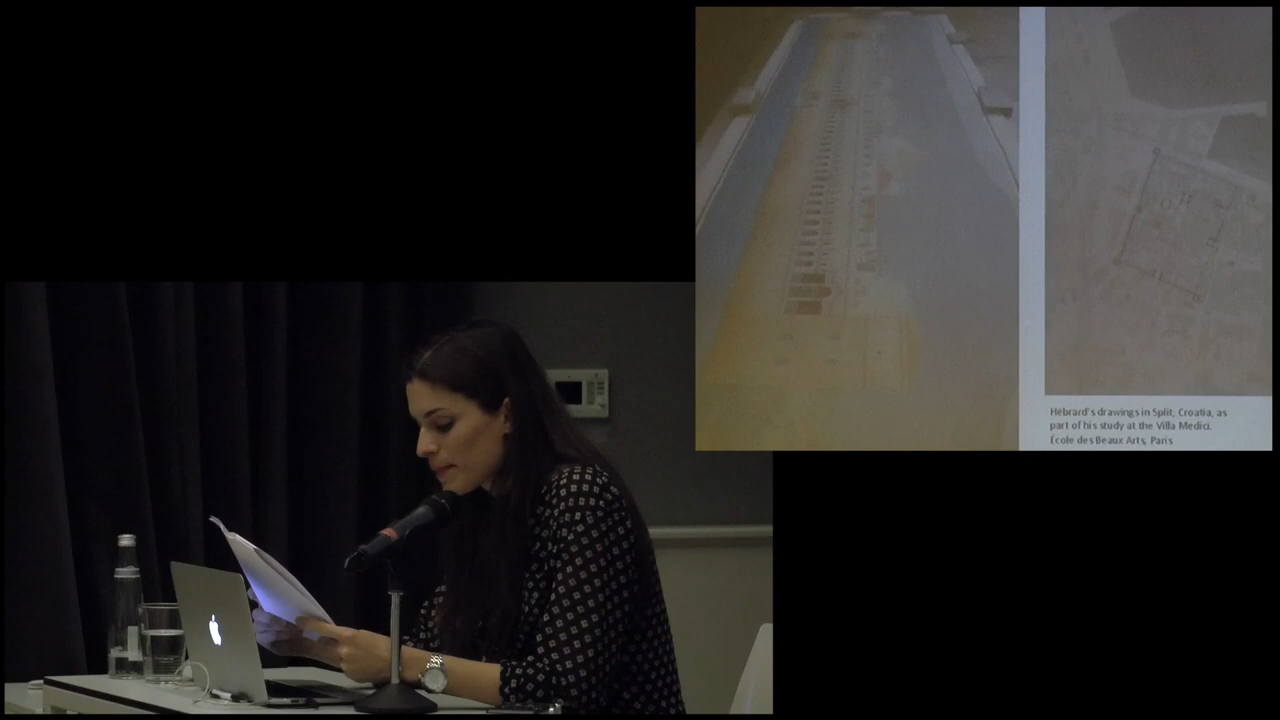 Hébrard's drawings in Split, Croatia, as
part of his study at the Villa Medici.
École des Beaux Arts, Paris